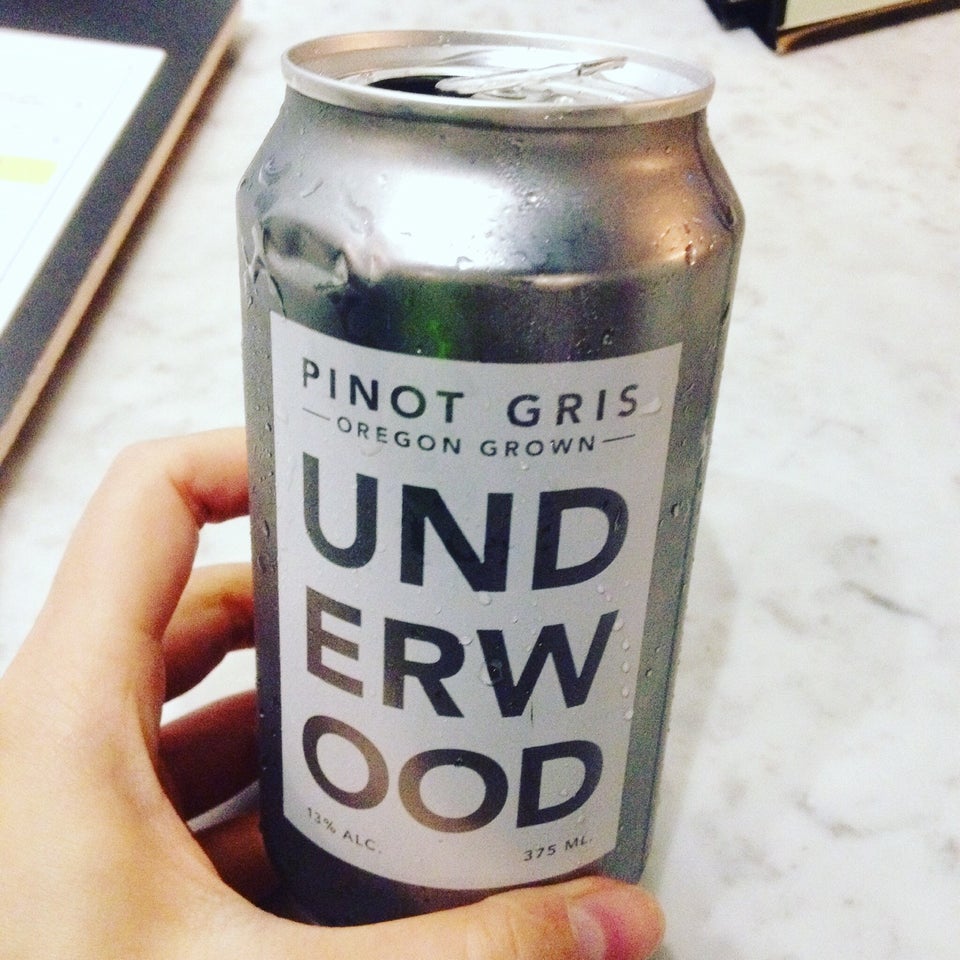 PINOT GRIS
OREGON GROWN
UND
ERW
OOD
13% ALC.
375 ML.